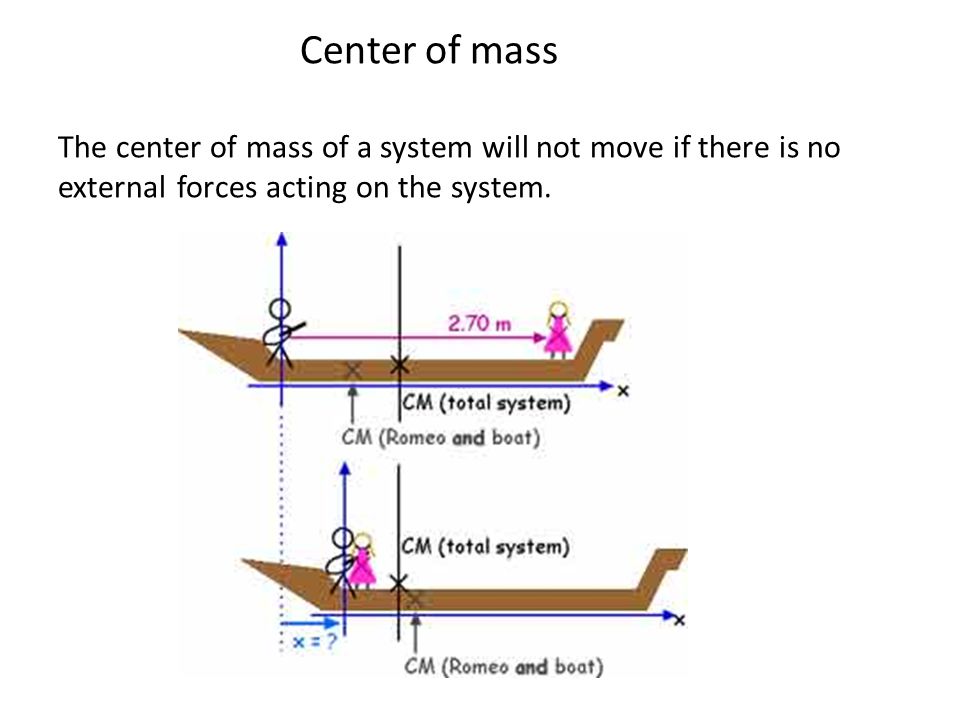 Center of mass
The center of mass of a system will not move if there is no
external forces acting on the system.
2.70 m
x
CM (total system)
CM (Romeo and boat)
CM (total system)
x
x = ?
CM (Romeo and boat)